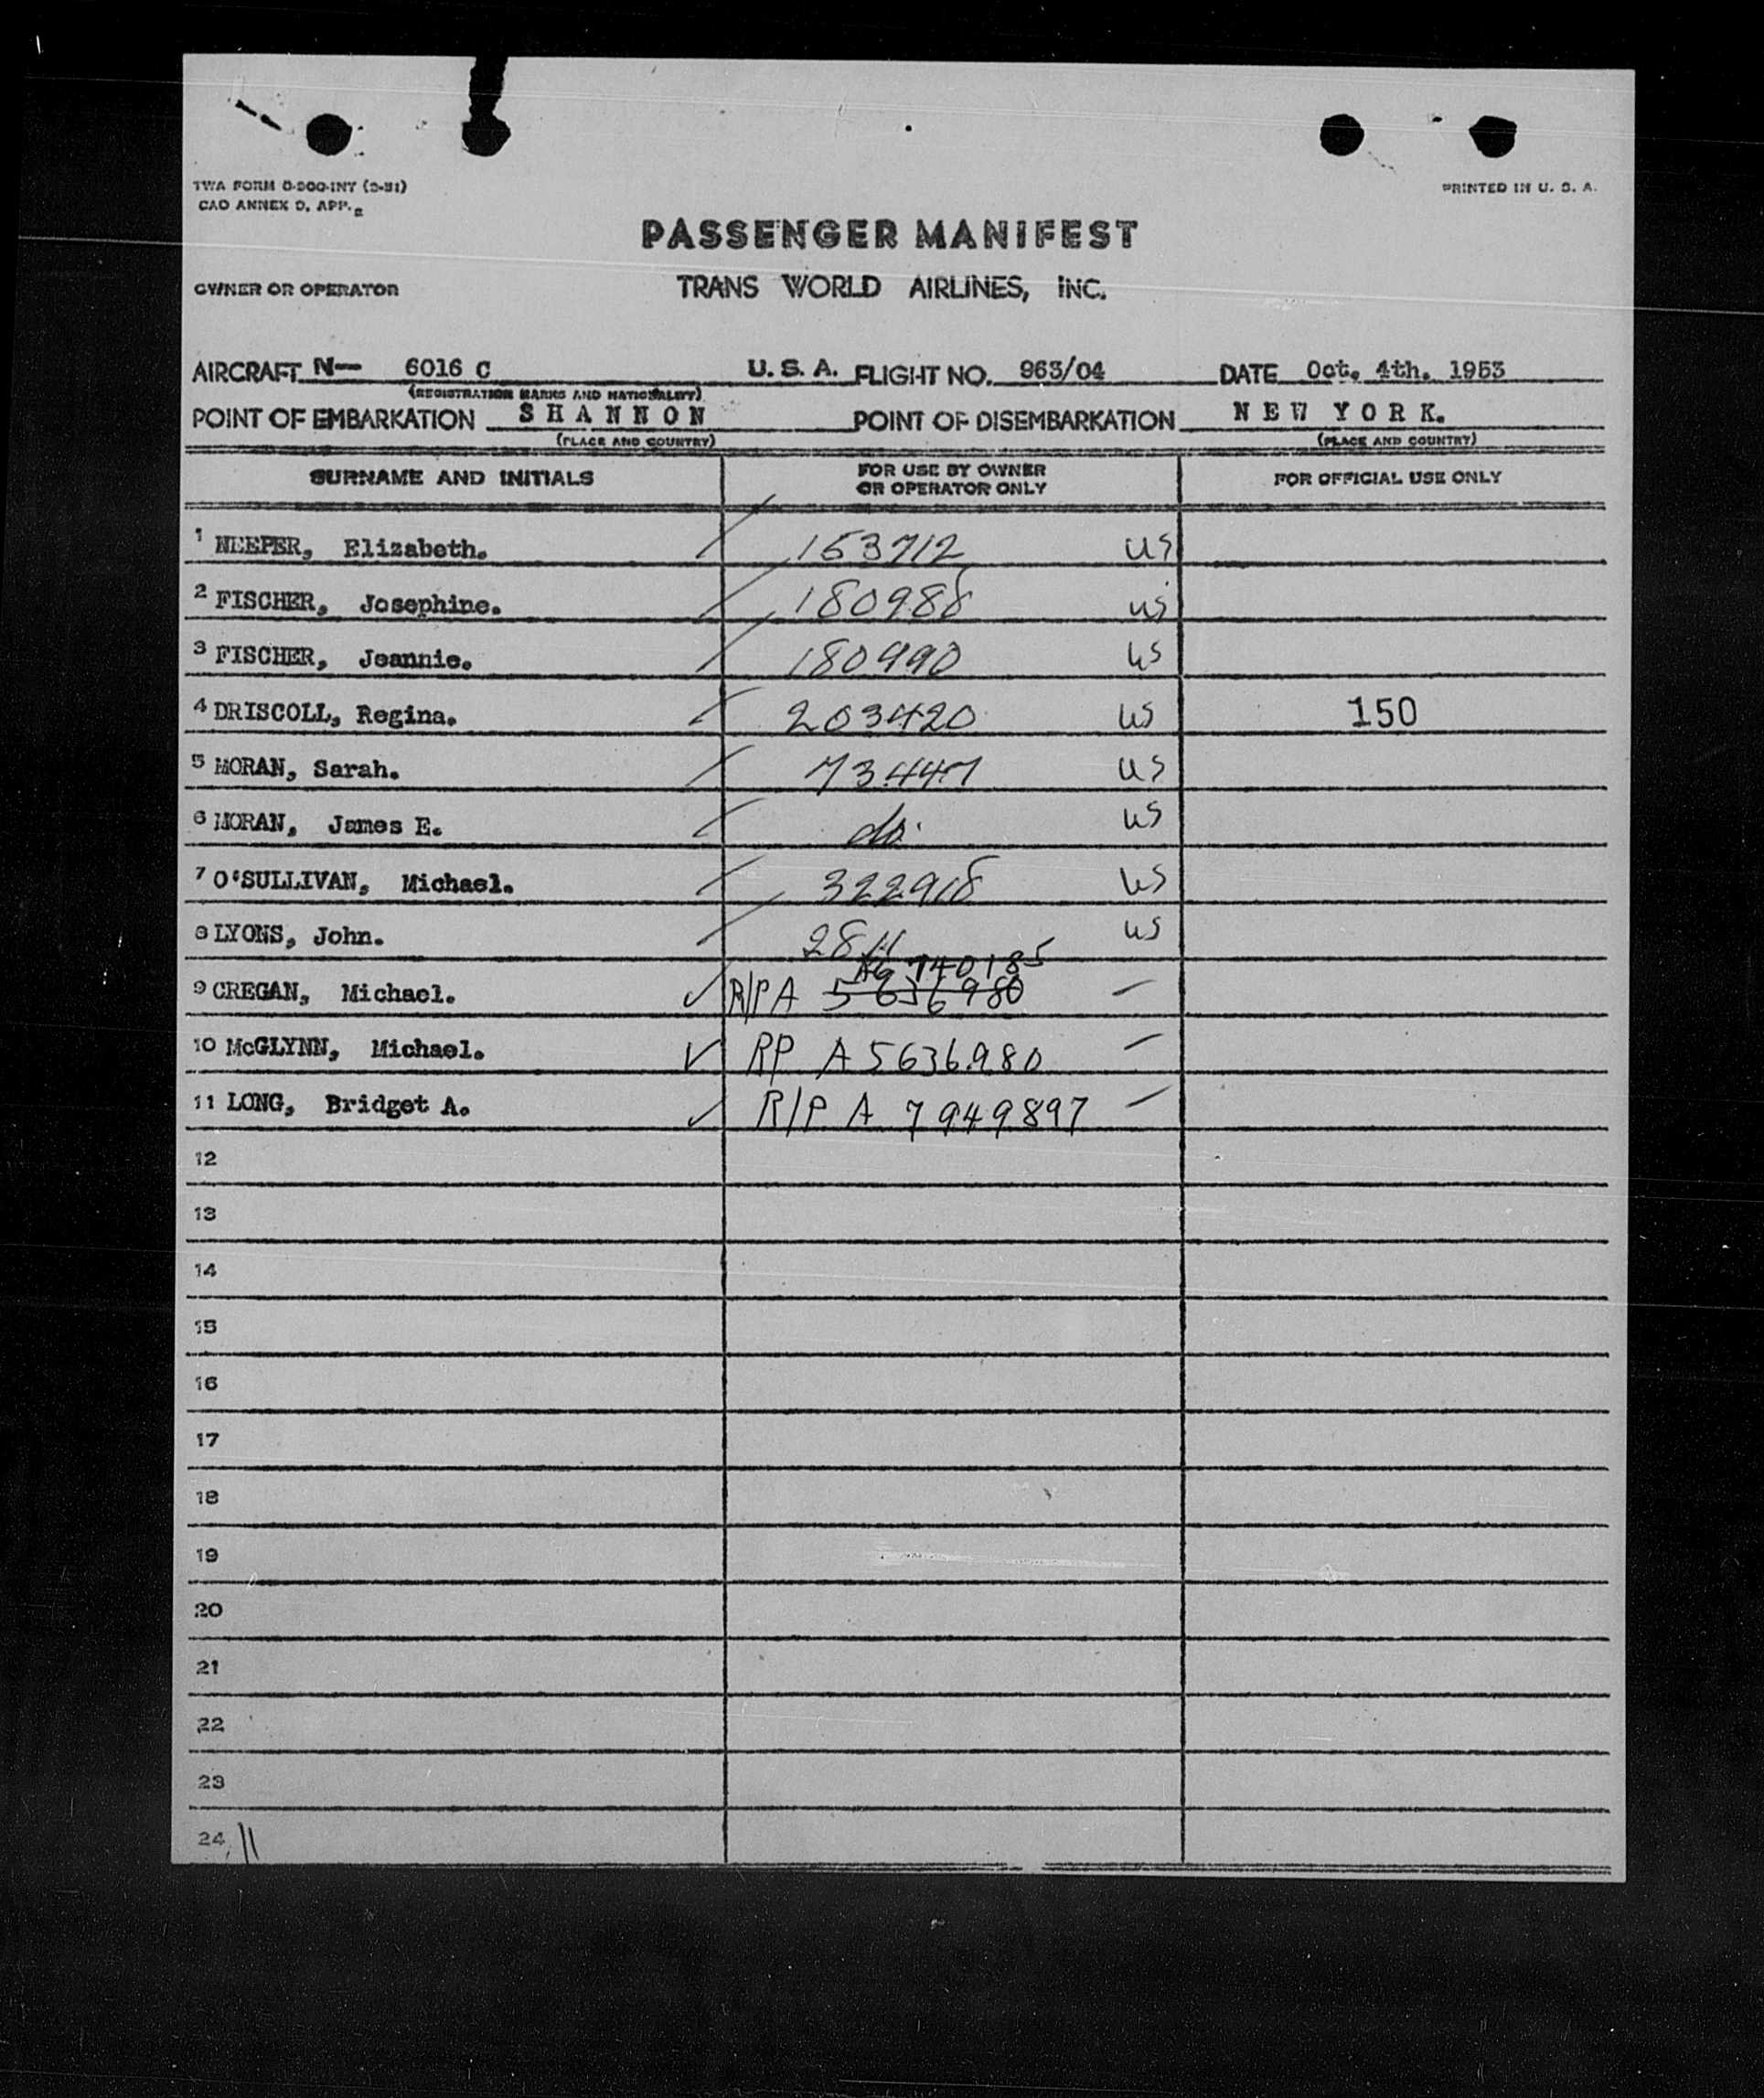 TWA FORM O-200-INT (3-51)
PRINTED IN U. S. A.
CAO ANNEX D, APP. 2
PASSENGER MANIFEST
OWNER OR OPERATOR
TRANS WORLD AIRLINES, INC.
AIRCRAFT N— 6016 C U. S. A. FLIGHT NO. 963/04 DATE Oct. 4th. 1953
(REGISTRATION MARKS AND NATIONALITY)
POINT OF EMBARKATION SHANNON POINT OF DISEMBARKATION NEW YORK.
(PLACE AND COUNTRY) (PLACE AND COUNTRY)
SURNAME AND INITIALS FOR USE BY OWNER OR OPERATOR ONLY FOR OFFICIAL USE ONLY
1 NEEPER, Elizabeth. 153712 US
2 FISCHER, Josephine. 180988 US
3 FISCHER, Jeannie. 180990 US
4 DRISCOLL, Regina. 203420 US 150
5 MORAN, Sarah. 73447 US
6 MORAN, James E. do. US
7 O'SULLIVAN, Michael. 322918 US
8 LYONS, John. 2811 US
740185
9 CREGAN, Michael. R/P A 5636980 —
10 McGLYNN, Michael. RP A5636980 —
11 LONG, Bridget A. R/P A 7949897 —
12
13
14
15
16
17
18
19
20
21
22
23
24 11